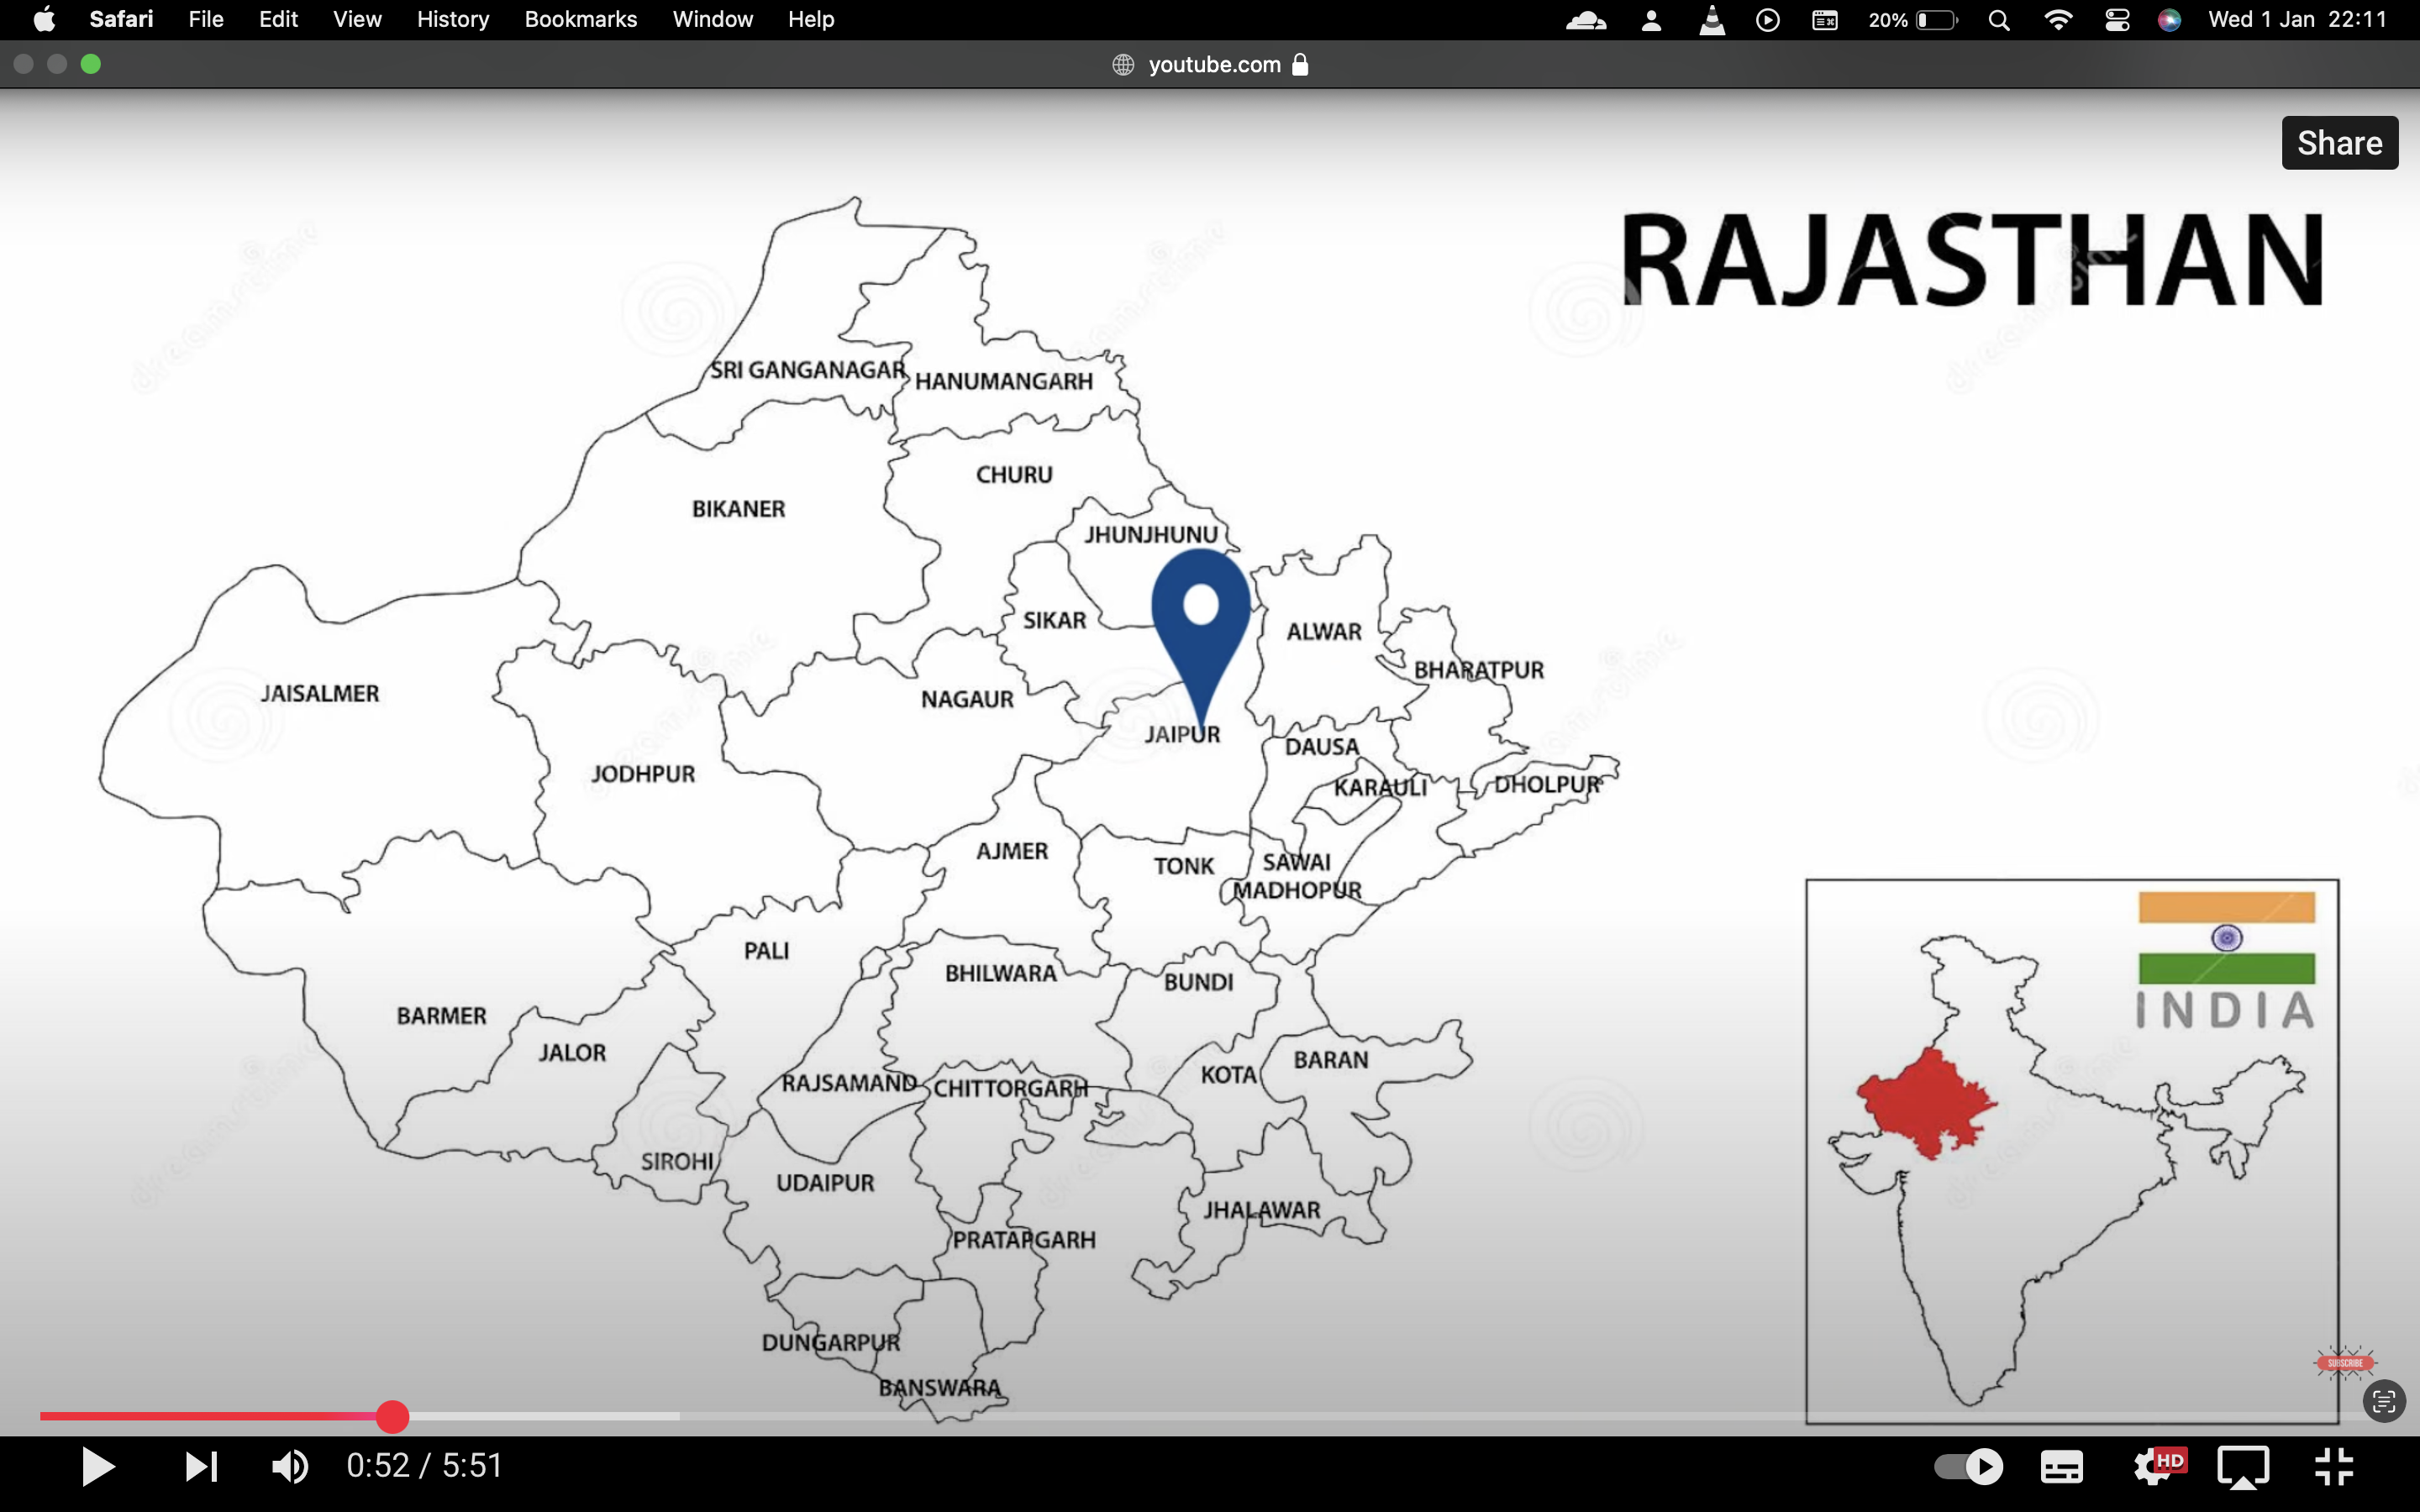 Safari File Edit View History Bookmarks Window Help 20% Wed 1 Jan 22:11
youtube.com
Share
RAJASTHAN
SRI GANGANAGAR
HANUMANGARH
CHURU
BIKANER
JHUNJHUNU
SIKAR
ALWAR
BHARATPUR
JAISALMER
NAGAUR
JAIPUR
DAUSA
JODHPUR
KARAULI
DHOLPUR
AJMER
TONK
SAWAI
MADHOPUR
PALI
BHILWARA
BUNDI
BARMER
JALOR
BARAN
KOTA
RAJSAMAND
CHITTORGARH
SIROHI
UDAIPUR
JHALAWAR
PRATAPGARH
DUNGARPUR
BANSWARA
INDIA
SUBSCRIBE
0:52 / 5:51
HD
dreamstime